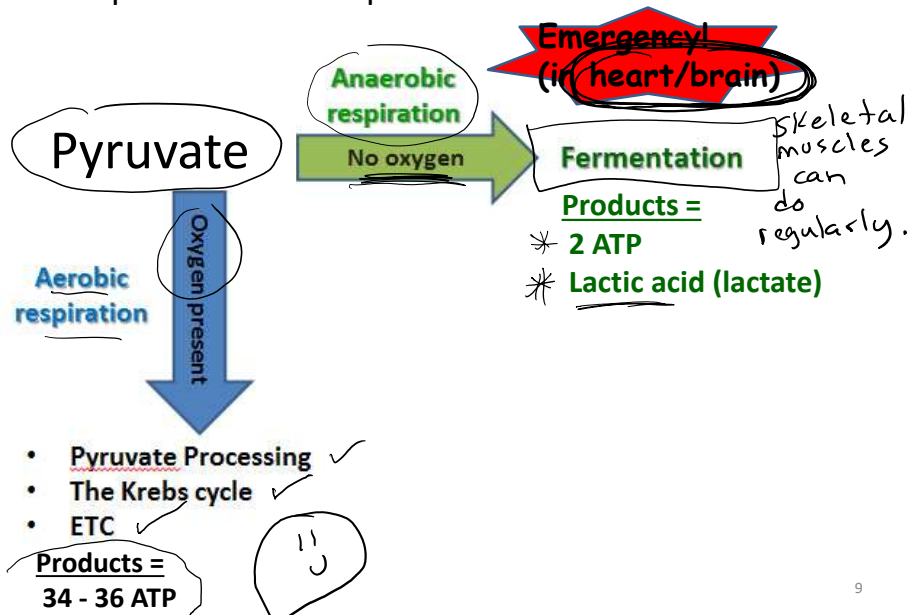 Emergency!
(in heart/brain)
Anaerobic
respiration
Pyruvate
No oxygen
Fermentation
skeletal
muscles
can
do
regularly.
Products =
* 2 ATP
* Lactic acid (lactate)
Oxygen present
Aerobic
respiration
• Pyruvate Processing ✓
• The Krebs cycle ✓
• ETC ✓
Products =
34 - 36 ATP
9